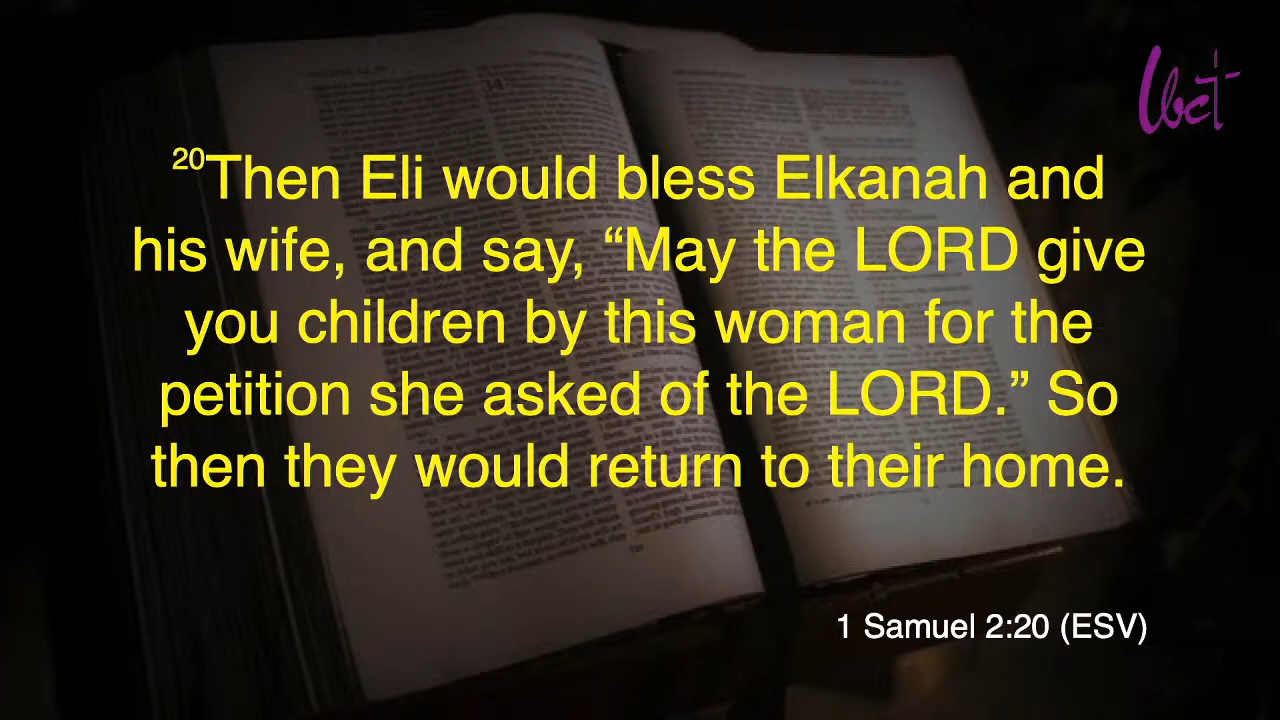 lbc
20Then Eli would bless Elkanah and
his wife, and say, “May the LORD give
you children by this woman for the
petition she asked of the LORD.” So
then they would return to their home.
1 Samuel 2:20 (ESV)